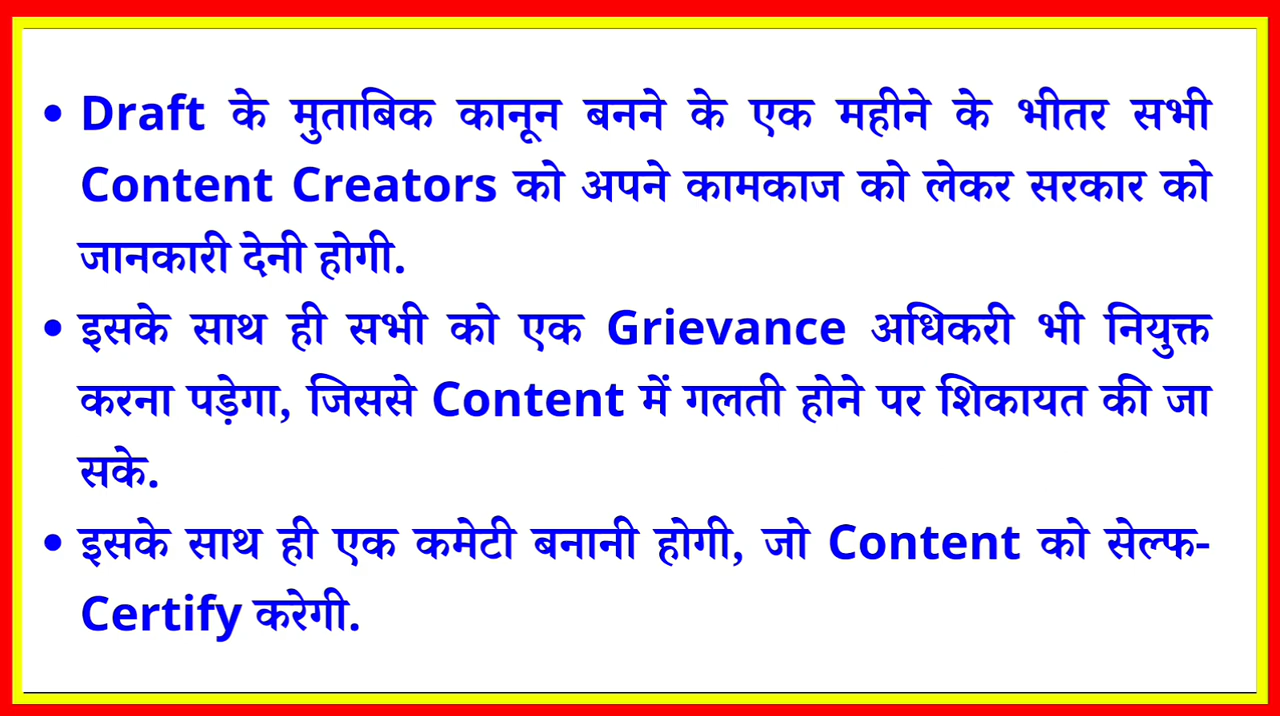 • Draft के मुताबिक कानून बनने के एक महीने के भीतर सभी
Content Creators को अपने कामकाज को लेकर सरकार को
जानकारी देनी होगी.
• इसके साथ ही सभी को एक Grievance अधिकरी भी नियुक्त
करना पड़ेगा, जिससे Content में गलती होने पर शिकायत की जा
सके.
• इसके साथ ही एक कमेटी बनानी होगी, जो Content को सेल्फ-
Certify करेगी.